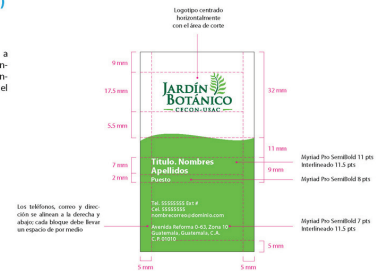 Logotipo centrado
horizontalmente
con el área de corte
a
n-
n-
el
9 mm
17,5 mm
5,5 mm
7 mm
2 mm
32 mm
11 mm
9 mm
5 mm
JARDÍN
BOTÁNICO
CECON-USAC
Título. Nombres
Apellidos
Puesto
Tel. 55555555 Ext #
Cel. 55555555
nombrecorreo@dominio.com
Avenida Reforma 0-63, Zona 10
Guatemala, Guatemala, C.A.
C.P. 01010
Myriad Pro SemiBold 11 pts
Interlineado 11.5 pts
Myriad Pro SemiBold 8 pts
Myriad Pro SemiBold 7 pts
Interlineado 11.5 pts
Los teléfonos, correo y direc-
ción se alinean a la derecha y
abajo; cada bloque debe llevar
un espacio de por medio
5 mm
5 mm